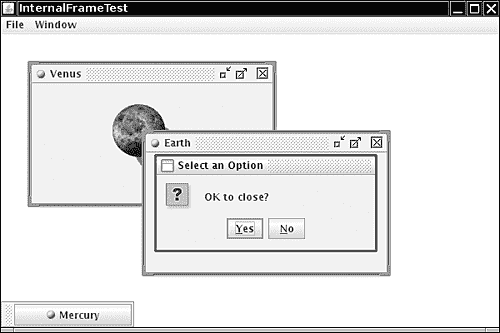 InternalFrameTest
File Window
Venus
Earth
Select an Option
?
OK to close?
Yes No
Mercury